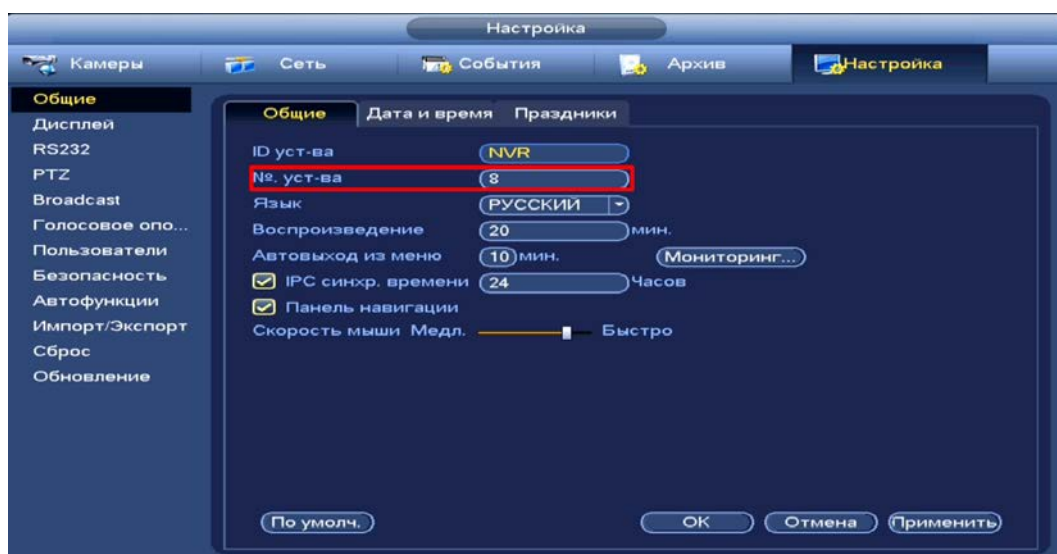 Настройка
Камеры Сеть События Архив Настройка
Общие
Дисплей
RS232
PTZ
Broadcast
Голосовое опо...
Пользователи
Безопасность
Автофункции
Импорт/Экспорт
Сброс
Обновление
Общие Дата и время Праздники
ID уст-ва NVR
№. уст-ва 8
Язык РУССКИЙ
Воспроизведение 20 мин.
Автовыход из меню 10 мин. Мониторинг...
IPC синхр. времени 24 Часов
Панель навигации
Скорость мыши Медл. Быстро
По умолч. OK Отмена Применить